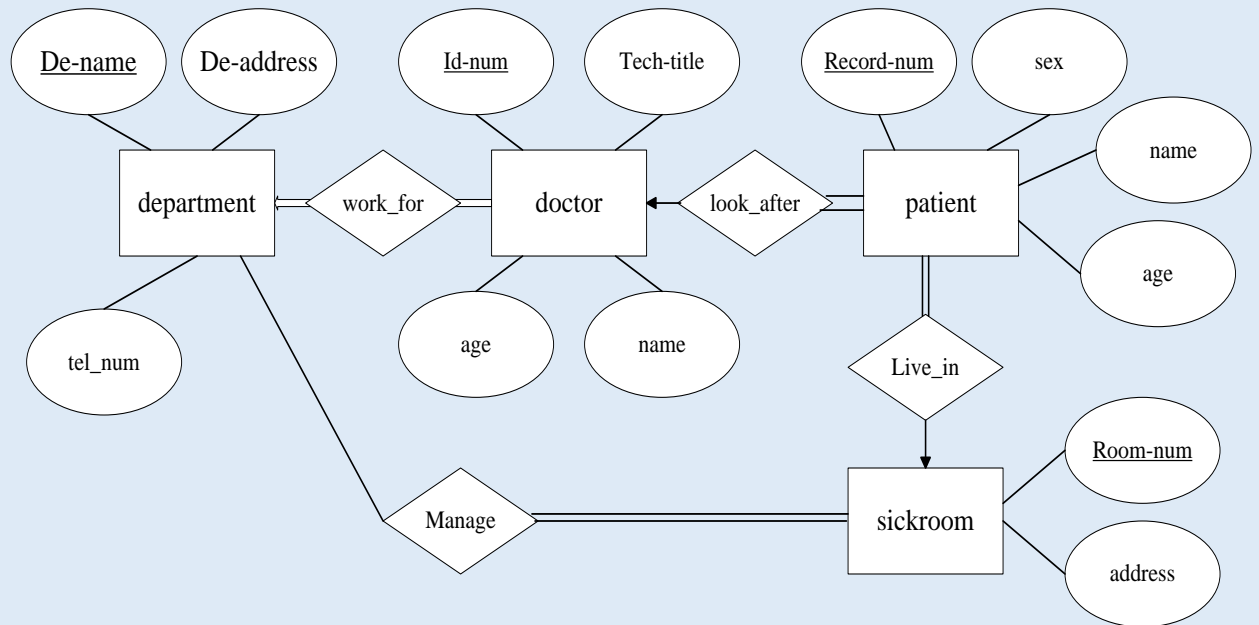 De-name
De-address
Id-num
Tech-title
Record-num
sex
name
department
work_for
doctor
look_after
patient
age
tel_num
age
name
Live_in
Room-num
Manage
sickroom
address